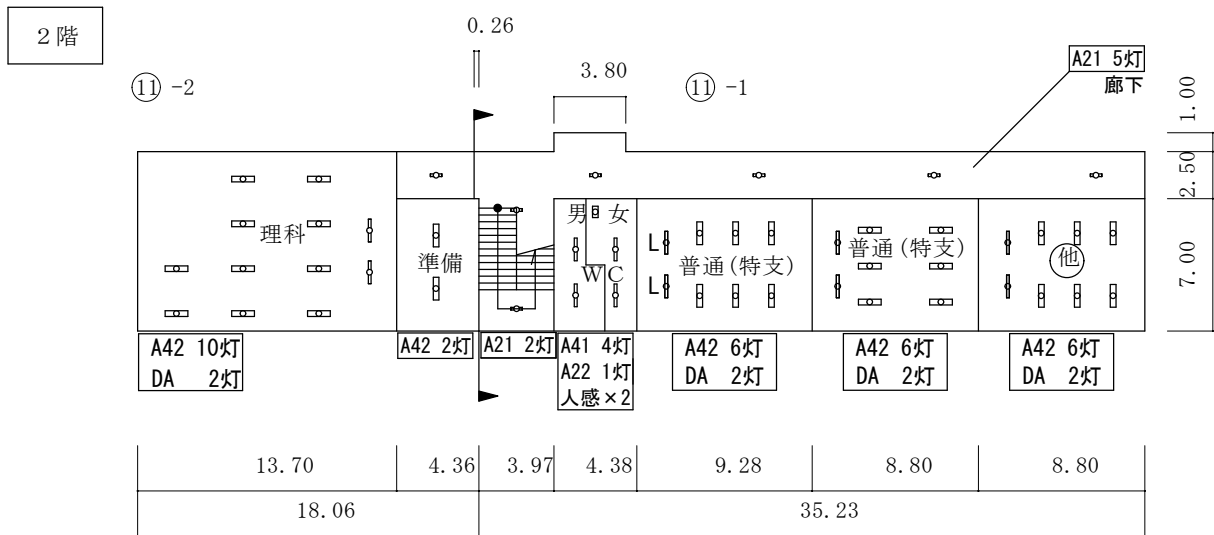 2階
0.26
3.80
⑪ -2
⑪ -1
A21 5灯
廊下
1.00
2.50
7.00
理科
準備
男 女
WC
L
L
普通(特支)
普通(特支)
他
A42 10灯
DA 2灯
A42 2灯
A21 2灯
A41 4灯
A22 1灯
人感×2
A42 6灯
DA 2灯
A42 6灯
DA 2灯
A42 6灯
DA 2灯
13.70
4.36
3.97
4.38
9.28
8.80
8.80
18.06
35.23